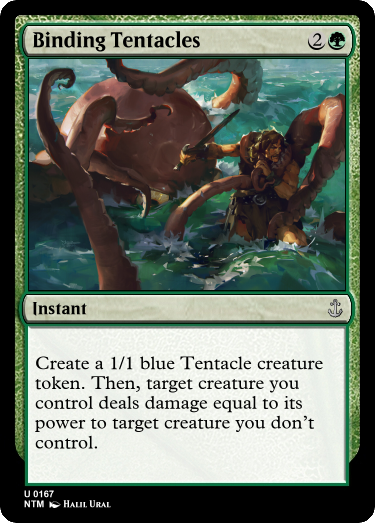 Binding Tentacles 2
Instant
Create a 1/1 blue Tentacle creature
token. Then, target creature you
control deals damage equal to its
power to target creature you don't
control.
U 0167
NTM Halil Ural